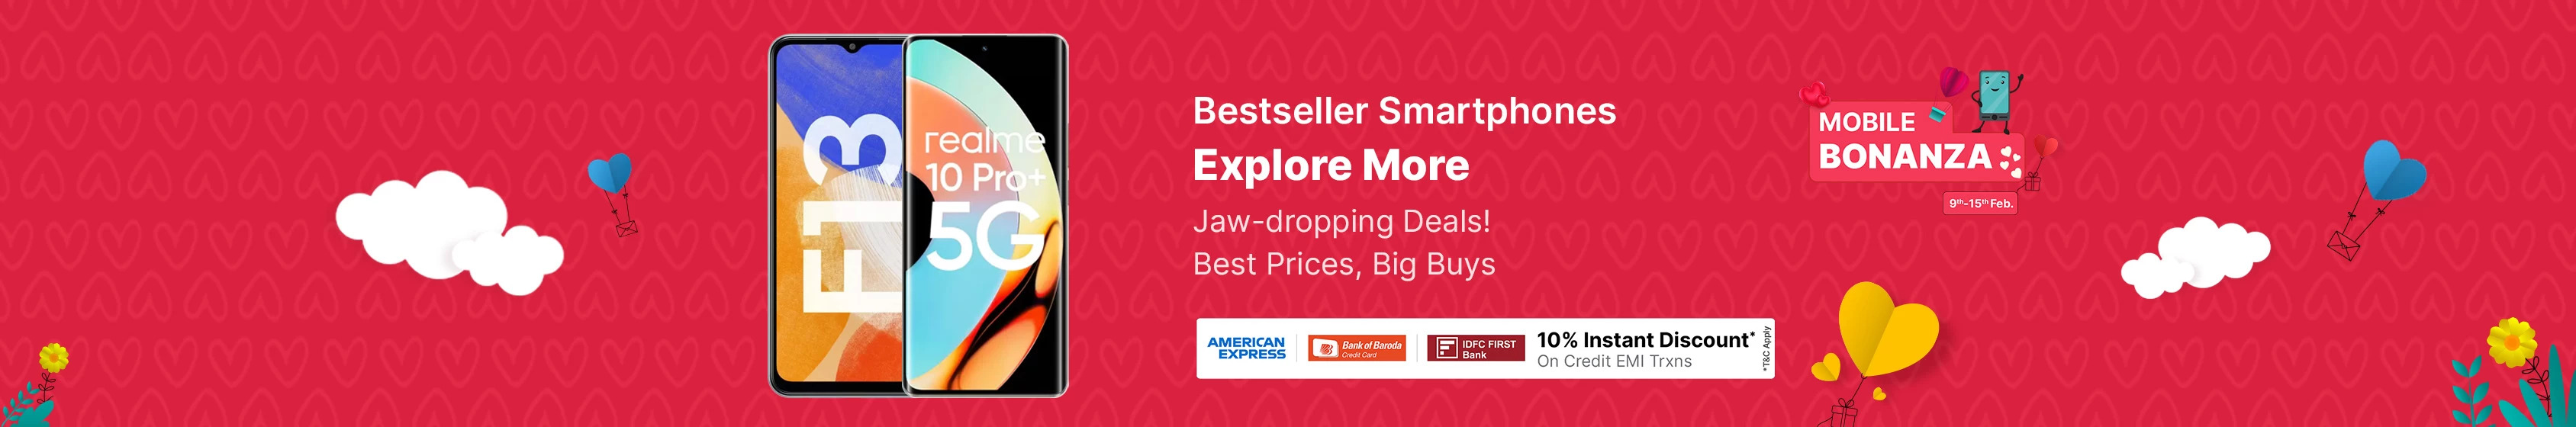 F13
realme
10 Pro+
5G
Bestseller Smartphones
Explore More
Jaw-dropping Deals!
Best Prices, Big Buys
AMERICAN
EXPRESS
Bank of Baroda
Credit Card
IDFC FIRST
Bank
10% Instant Discount*
On Credit EMI Trxns
*T&C Apply
MOBILE
BONANZA
9th-15th Feb.